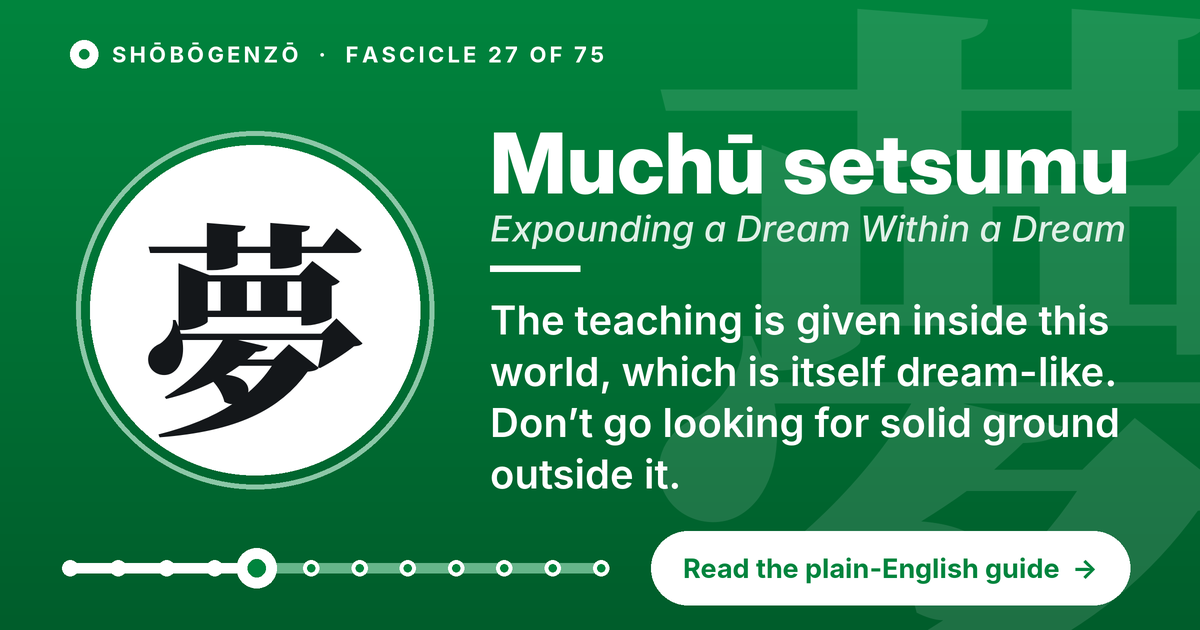 SHŌBŌGENZŌ · FASCICLE 27 OF 75
夢
Muchū setsumu
Expounding a Dream Within a Dream
The teaching is given inside this
world, which is itself dream-like.
Don’t go looking for solid ground
outside it.
Read the plain-English guide →